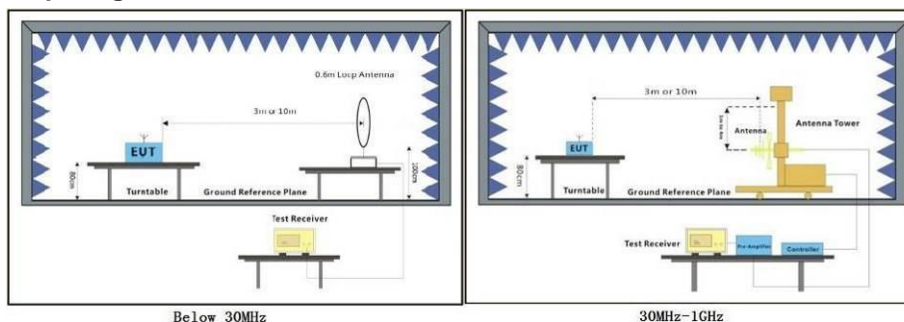 0.6m Loop Antenna
3m or 10m
EUT
80cm
100cm
Turntable
Ground Reference Plane
Test Receiver
Below 30MHz
3m or 10m
Antenna
Antenna Tower
EUT
80cm
Turntable
Ground Reference Plane
Test Receiver
Pre-Amplifier
Controller
30MHz-1GHz